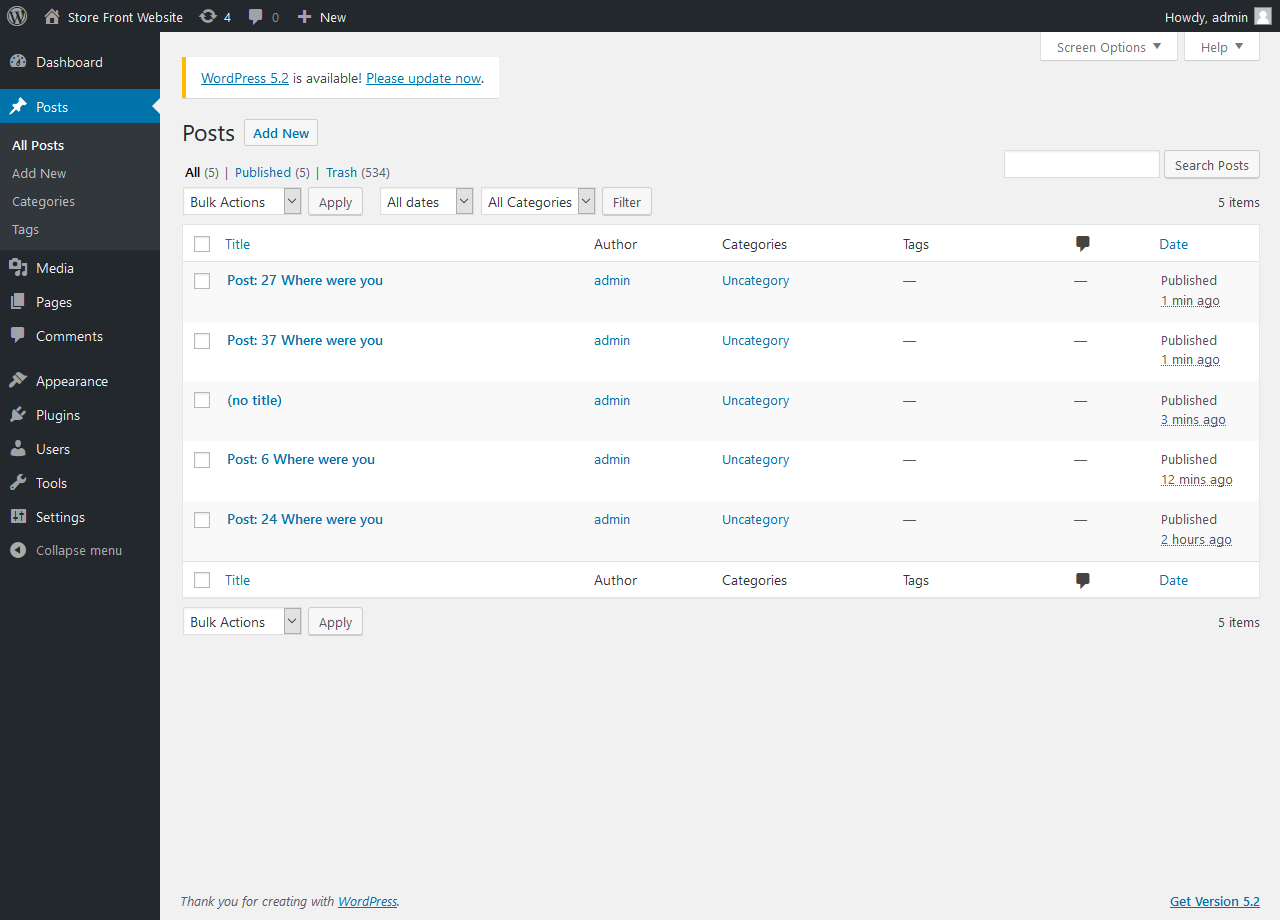 Store Front Website 4 0 New Howdy, admin
Screen Options Help
Dashboard
Posts
All Posts
Add New
Categories
Tags
Media
Pages
Comments
Appearance
Plugins
Users
Tools
Settings
Collapse menu
WordPress 5.2 is available! Please update now.
Posts Add New
All (5) | Published (5) | Trash (534)
Search Posts
Bulk Actions Apply All dates All Categories Filter 5 items
Title Author Categories Tags Date
Post: 27 Where were you admin Uncategory — — Published
1 min ago
Post: 37 Where were you admin Uncategory — — Published
1 min ago
(no title) admin Uncategory — — Published
3 mins ago
Post: 6 Where were you admin Uncategory — — Published
12 mins ago
Post: 24 Where were you admin Uncategory — — Published
2 hours ago
Title Author Categories Tags Date
Bulk Actions Apply 5 items
Thank you for creating with WordPress. Get Version 5.2